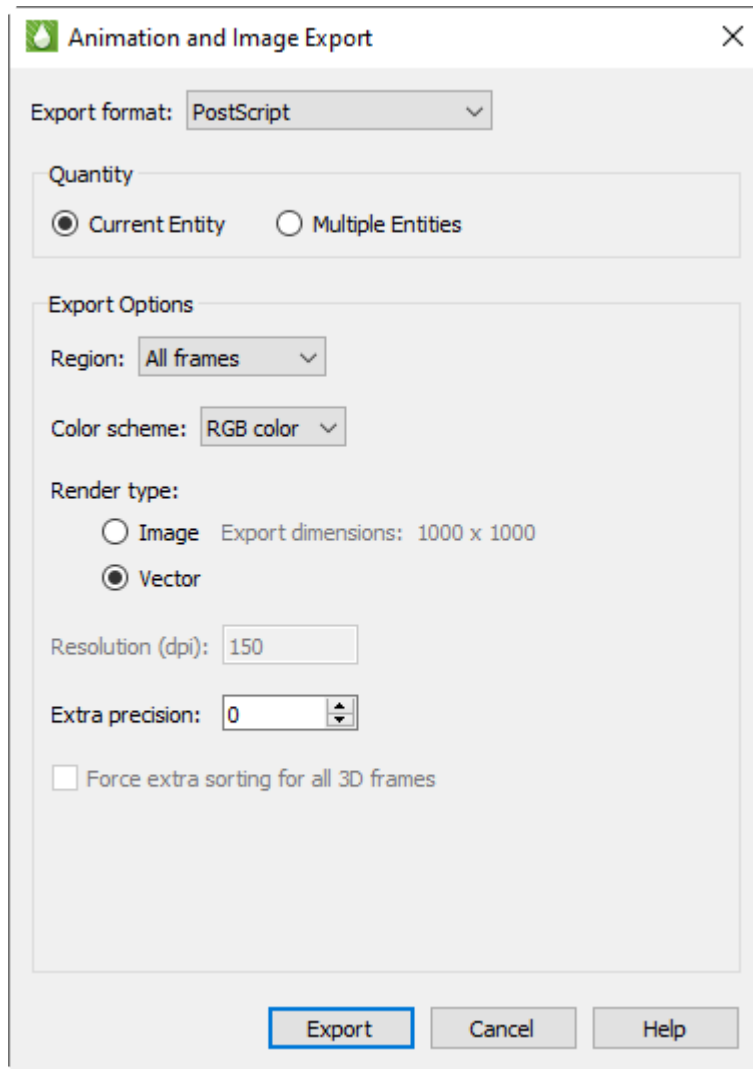 Animation and Image Export
Export format: PostScript
Quantity
Current Entity Multiple Entities
Export Options
Region: All frames
Color scheme: RGB color
Render type:
Image Export dimensions: 1000 x 1000
Vector
Resolution (dpi): 150
Extra precision: 0
Force extra sorting for all 3D frames
Export Cancel Help